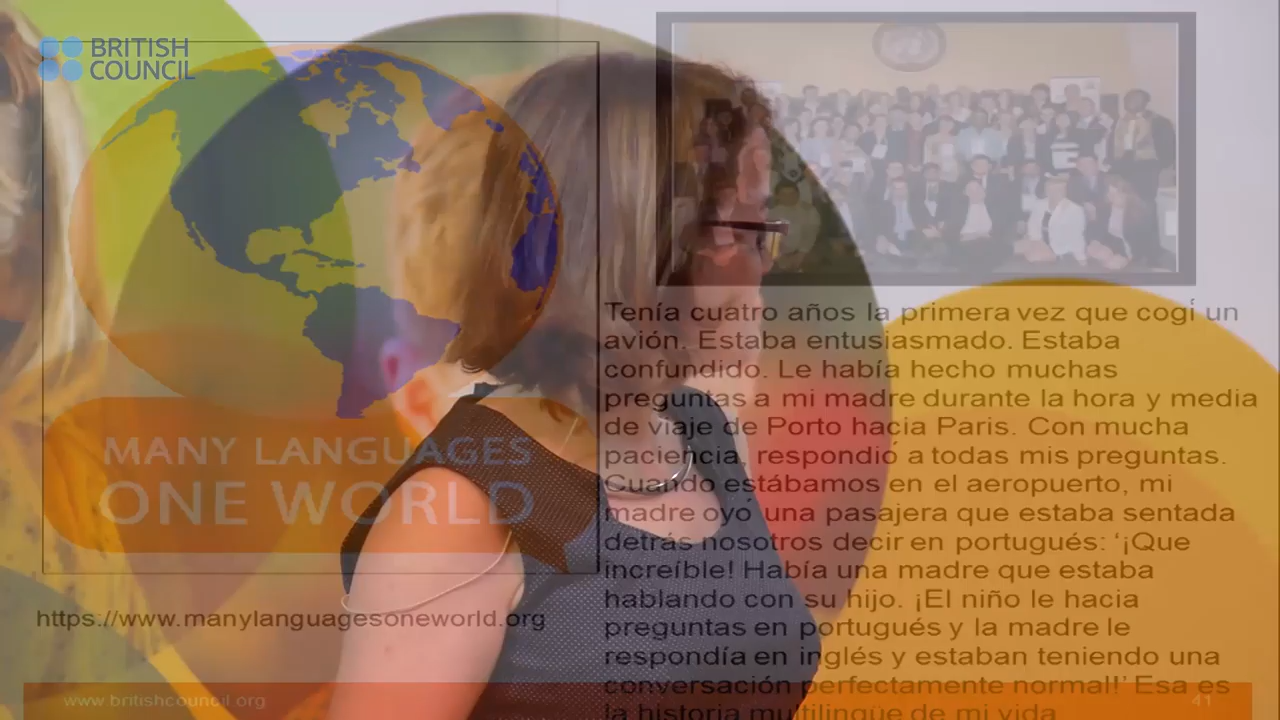 BRITISH
COUNCIL
MANY LANGUAGES
ONE WORLD
https://www.manylanguagesoneworld.org
Tenía cuatro años la primera vez que cogí un
avión. Estaba entusiasmado. Estaba
confundido. Le había hecho muchas
preguntas a mi madre durante la hora y media
de viaje de Porto hacia Paris. Con mucha
paciencia, respondió a todas mis preguntas.
Cuando estábamos en el aeropuerto, mi
madre oyó una pasajera que estaba sentada
detrás nosotros decir en portugués: ‘¡Que
increíble! Había una madre que estaba
hablando con su hijo. ¡El niño le hacia
preguntas en portugués y la madre le
respondía en inglés y estaban teniendo una
conversación perfectamente normal!’ Esa es
la historia multilingüe de mi vida
www.britishcouncil.org
41